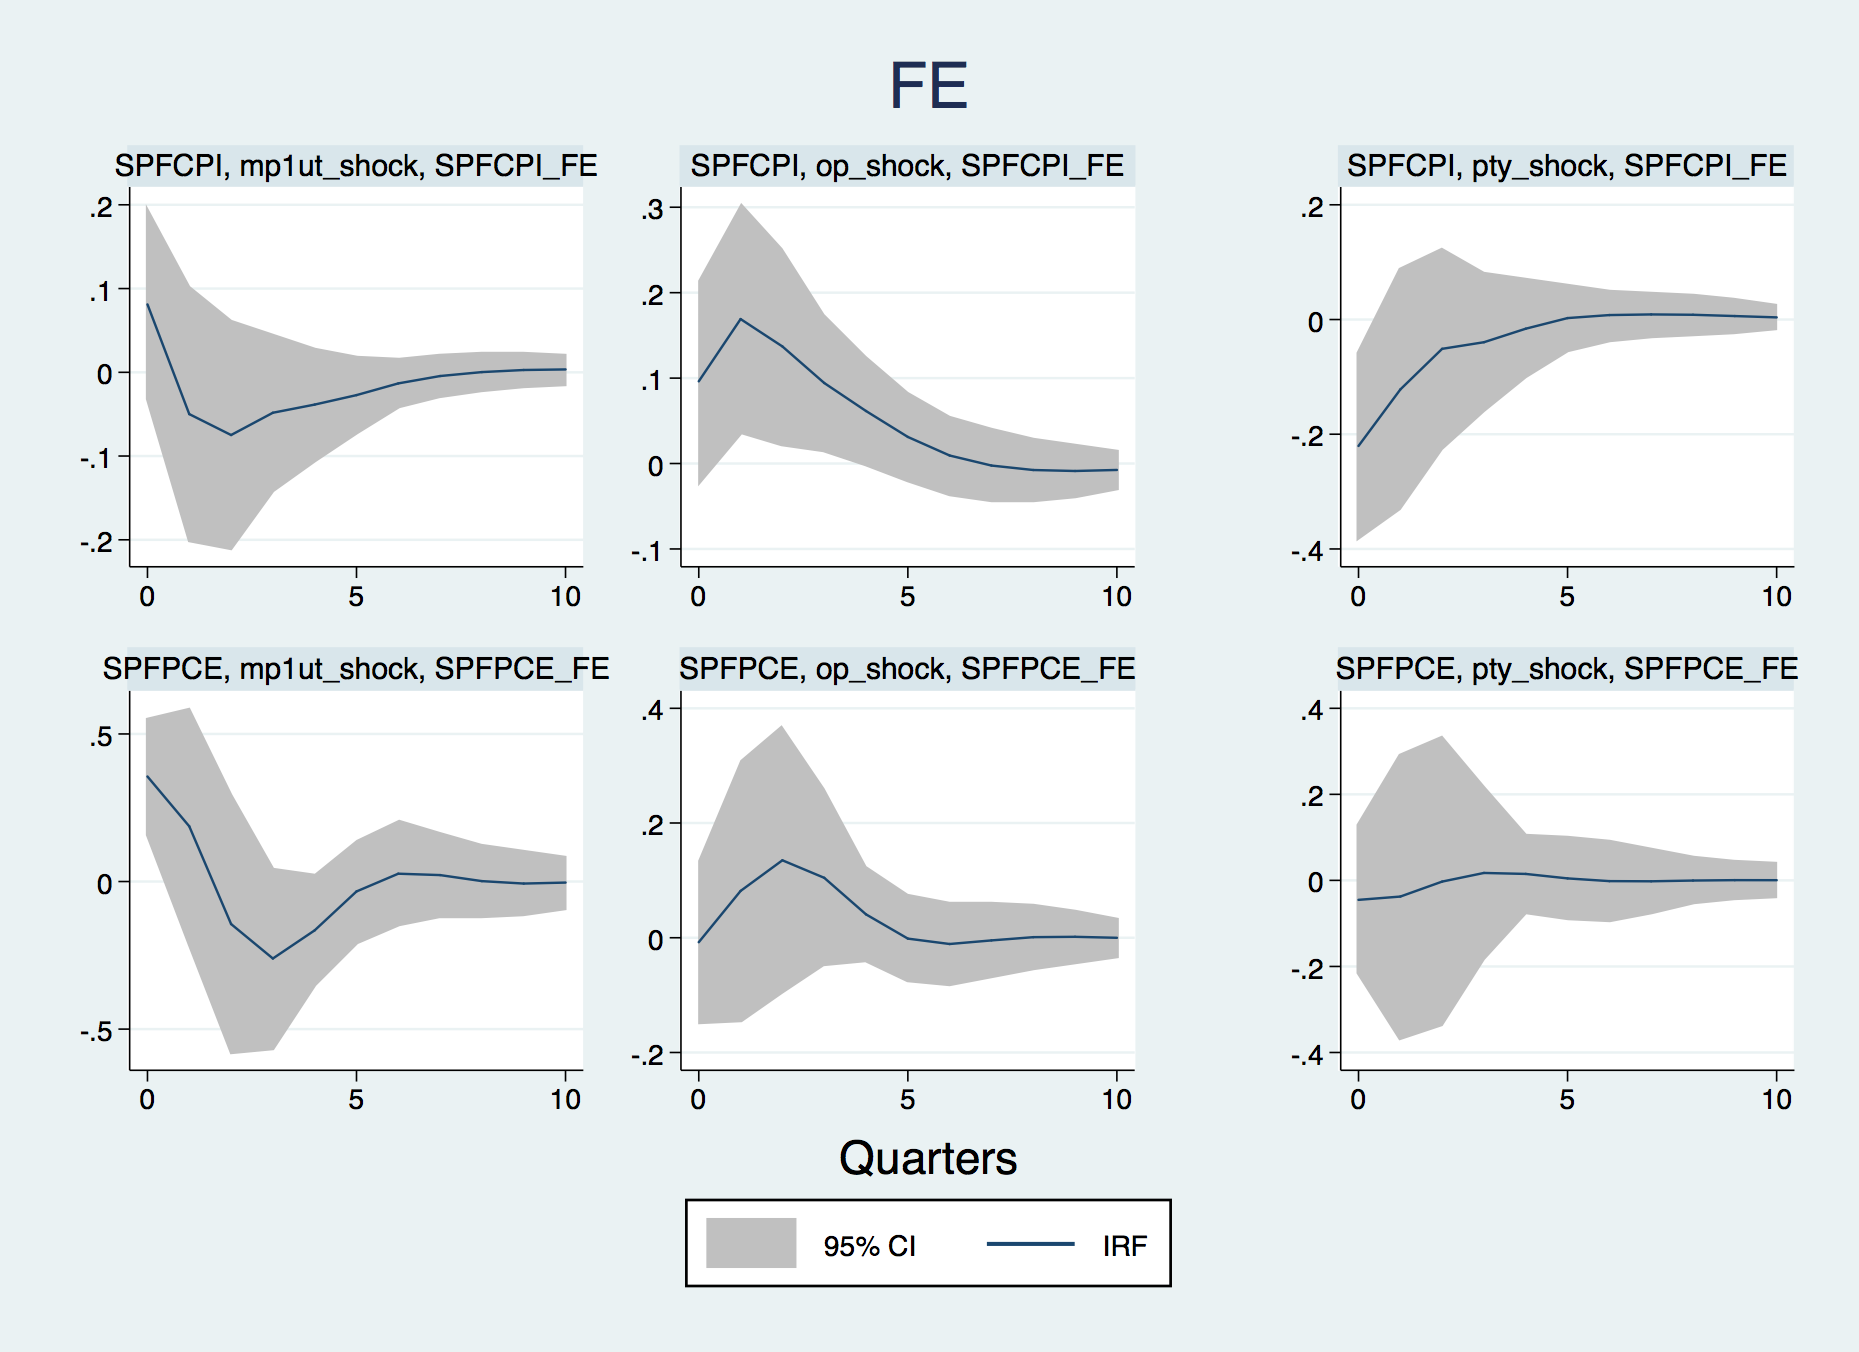 FE
SPFCPI, mp1ut_shock, SPFCPI_FE
.2
.1
0
-.1
-.2
0 5 10
SPFCPI, op_shock, SPFCPI_FE
.3
.2
.1
0
-.1
0 5 10
SPFCPI, pty_shock, SPFCPI_FE
.2
0
-.2
-.4
0 5 10
SPFPCE, mp1ut_shock, SPFPCE_FE
.5
0
-.5
0 5 10
SPFPCE, op_shock, SPFPCE_FE
.4
.2
0
-.2
0 5 10
SPFPCE, pty_shock, SPFPCE_FE
.4
.2
0
-.2
-.4
0 5 10
Quarters
95% CI IRF